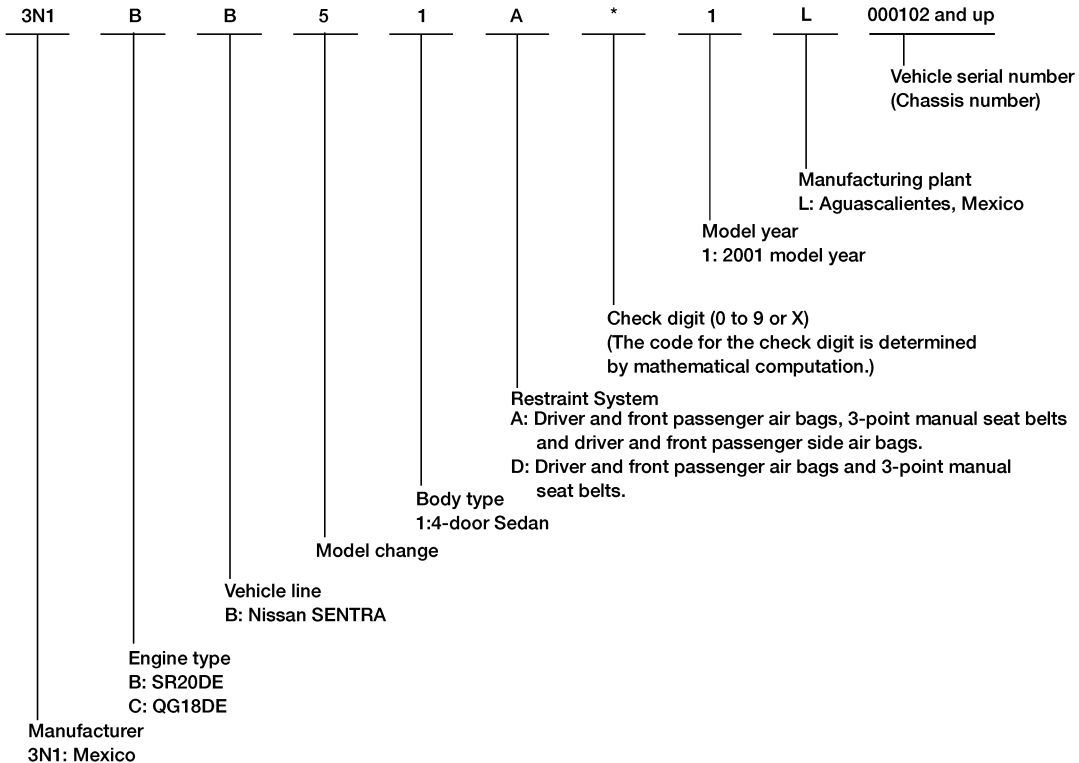 3N1 B B 5 1 A * 1 L 000102 and up
Vehicle serial number
(Chassis number)
Manufacturing plant
L: Aguascalientes, Mexico
Model year
1: 2001 model year
Check digit (0 to 9 or X)
(The code for the check digit is determined
by mathematical computation.)
Restraint System
A: Driver and front passenger air bags, 3-point manual seat belts
and driver and front passenger side air bags.
D: Driver and front passenger air bags and 3-point manual
seat belts.
Body type
1:4-door Sedan
Model change
Vehicle line
B: Nissan SENTRA
Engine type
B: SR20DE
C: QG18DE
Manufacturer
3N1: Mexico